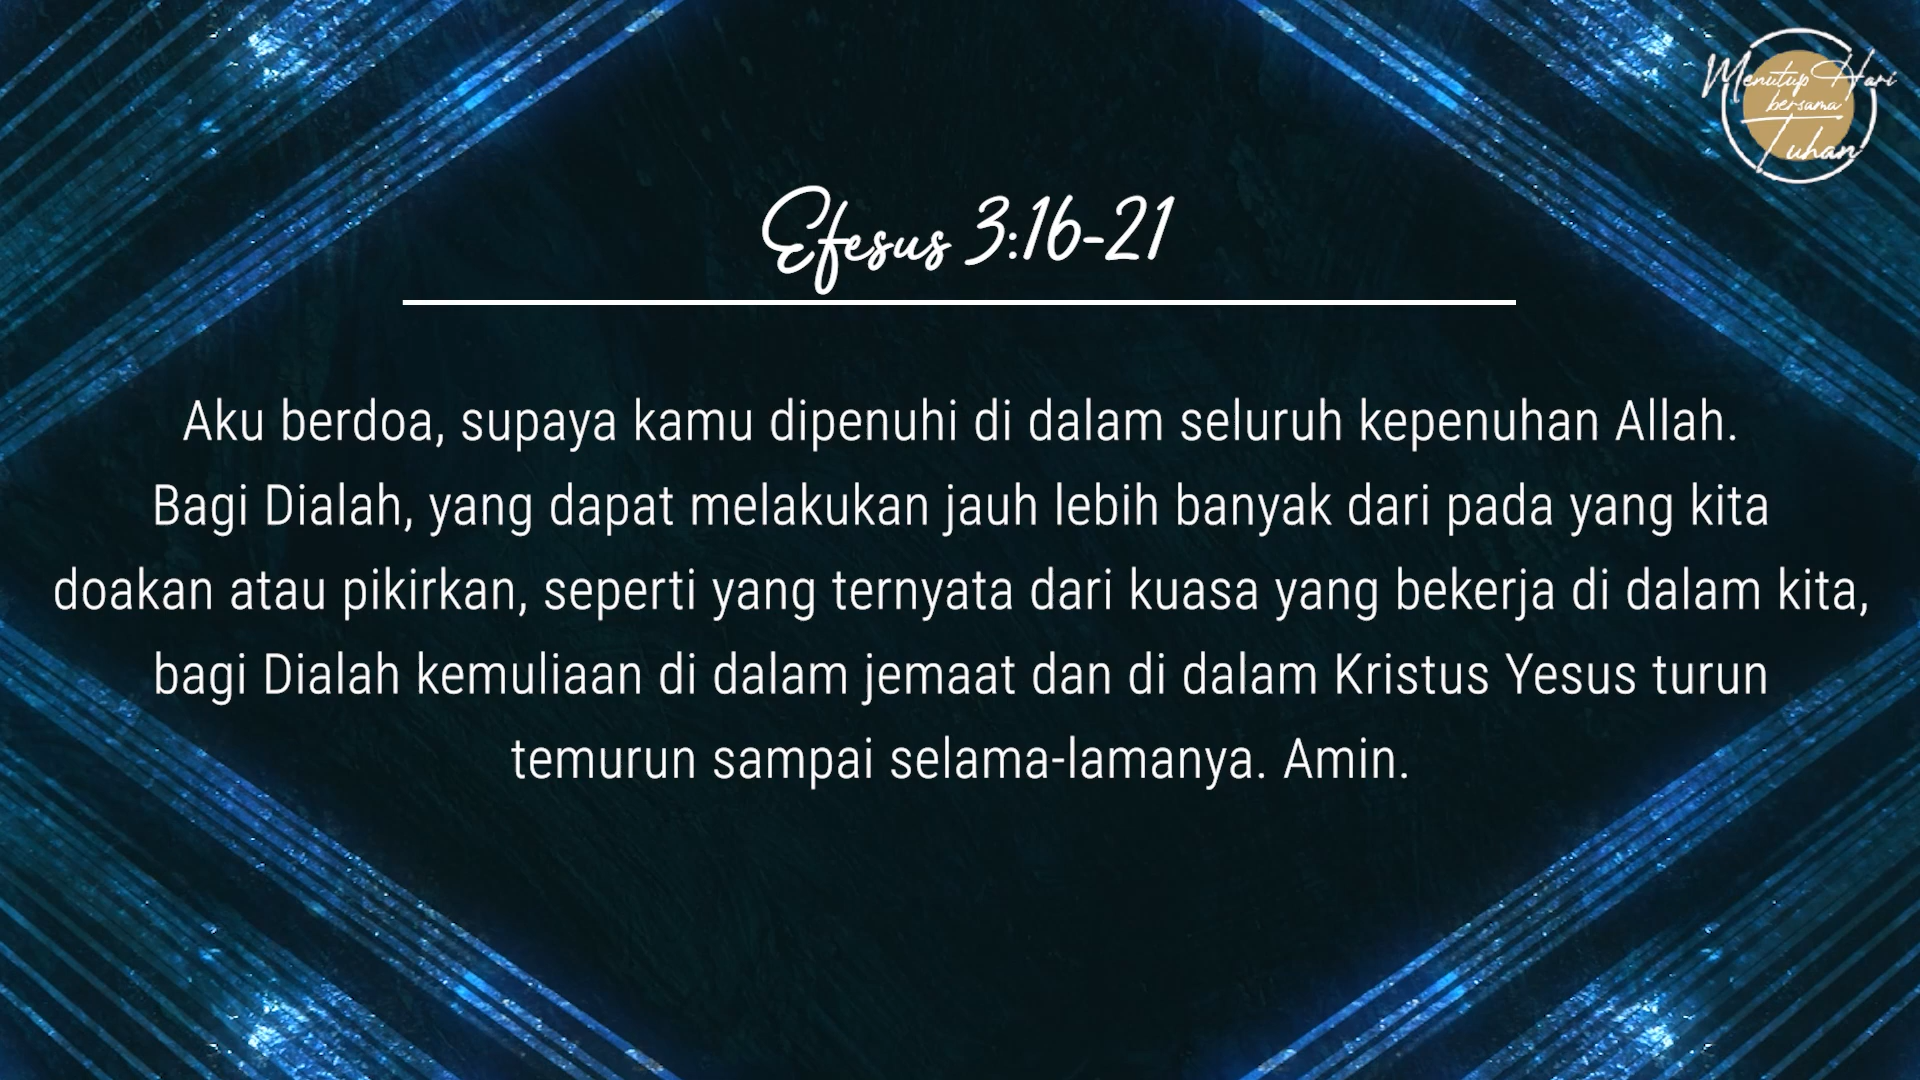 Menutup Hari
bersama
Tuhan
Efesus 3:16-21
Aku berdoa, supaya kamu dipenuhi di dalam seluruh kepenuhan Allah.
Bagi Dialah, yang dapat melakukan jauh lebih banyak dari pada yang kita
doakan atau pikirkan, seperti yang ternyata dari kuasa yang bekerja di dalam kita,
bagi Dialah kemuliaan di dalam jemaat dan di dalam Kristus Yesus turun
temurun sampai selama-lamanya. Amin.